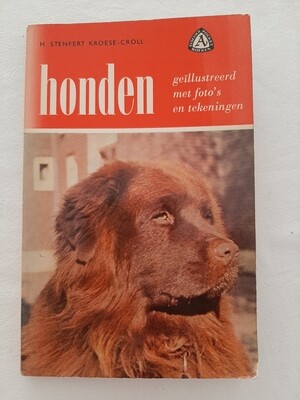 H. STENFERT KROESE-CROLL
honden
geïllustreerd
met foto's
en tekeningen
A